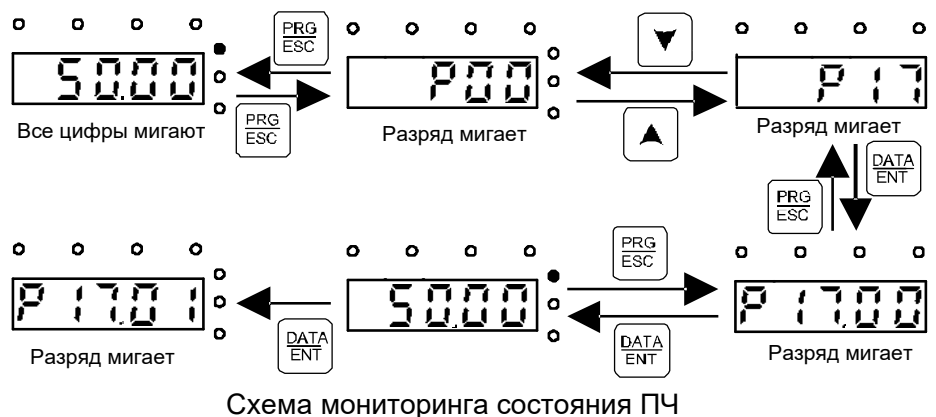 PRG
ESC
50.00
P00
P17
Все цифры мигают
PRG
ESC
Разряд мигает
Разряд мигает
DATA
ENT
PRG
ESC
PRG
ESC
P17.01
50.00
P17.00
DATA
ENT
DATA
ENT
Разряд мигает
Разряд мигает
Схема мониторинга состояния ПЧ